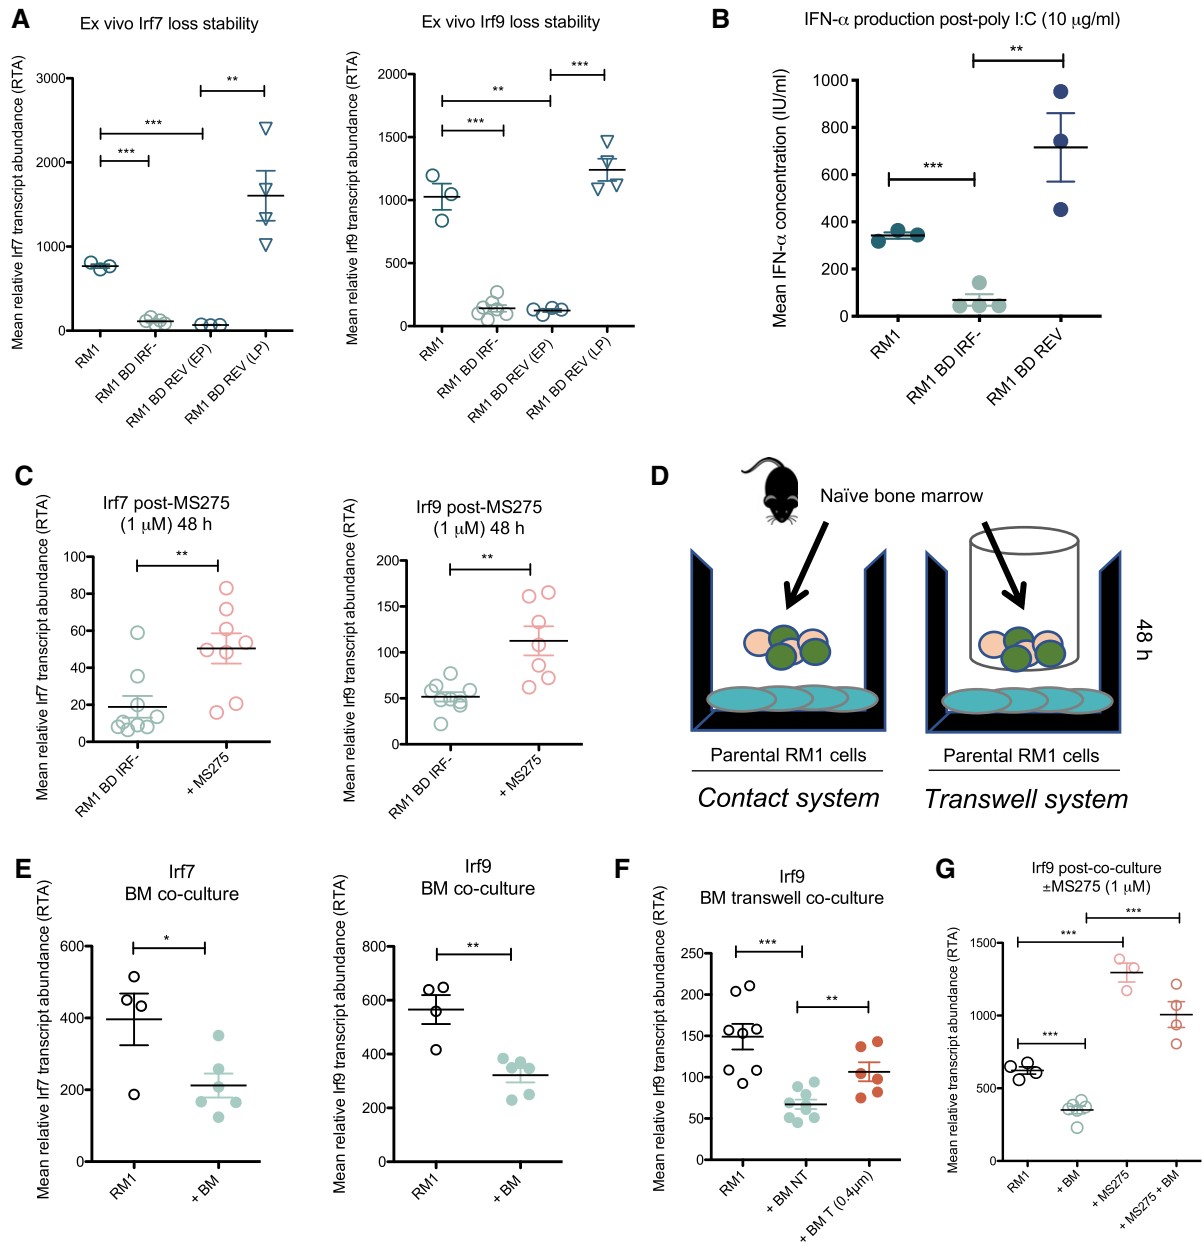 A
Ex vivo Irf7 loss stability
Mean relative Irf7 transcript abundance (RTA)
3000
2000
1000
0
**
***
***
RM1
RM1 BD IRF-
RM1 BD REV (EP)
RM1 BD REV (LP)
Ex vivo Irf9 loss stability
Mean relative Irf9 transcript abundance (RTA)
2000
1500
1000
500
0
***
**
***
RM1
RM1 BD IRF-
RM1 BD REV (EP)
RM1 BD REV (LP)
B
IFN-α production post-poly I:C (10 μg/ml)
Mean IFN-α concentration (IU/ml)
1000
800
600
400
200
0
**
***
RM1
RM1 BD IRF-
RM1 BD REV
C
Irf7 post-MS275
(1 μM) 48 h
Mean relative Irf7 transcript abundance (RTA)
100
80
60
40
20
0
**
RM1 BD IRF-
+ MS275
Irf9 post-MS275
(1 μM) 48 h
Mean relative Irf9 transcript abundance (RTA)
200
150
100
50
0
**
RM1 BD IRF-
+ MS275
D
Naïve bone marrow
48 h
Parental RM1 cells
Contact system
Parental RM1 cells
Transwell system
E
Irf7
BM co-culture
Mean relative Irf7 transcript abundance (RTA)
600
400
200
0
*
RM1
+ BM
Irf9
BM co-culture
Mean relative Irf9 transcript abundance (RTA)
800
600
400
200
0
**
RM1
+ BM
F
Irf9
BM transwell co-culture
Mean relative Irf9 transcript abundance (RTA)
250
200
150
100
50
0
***
**
RM1
+ BM NT
+ BM T (0.4μm)
G
Irf9 post-co-culture
±MS275 (1 μM)
Mean relative transcript abundance (RTA)
1500
1000
500
0
***
***
***
RM1
+ BM
+ MS275
+ MS275 + BM